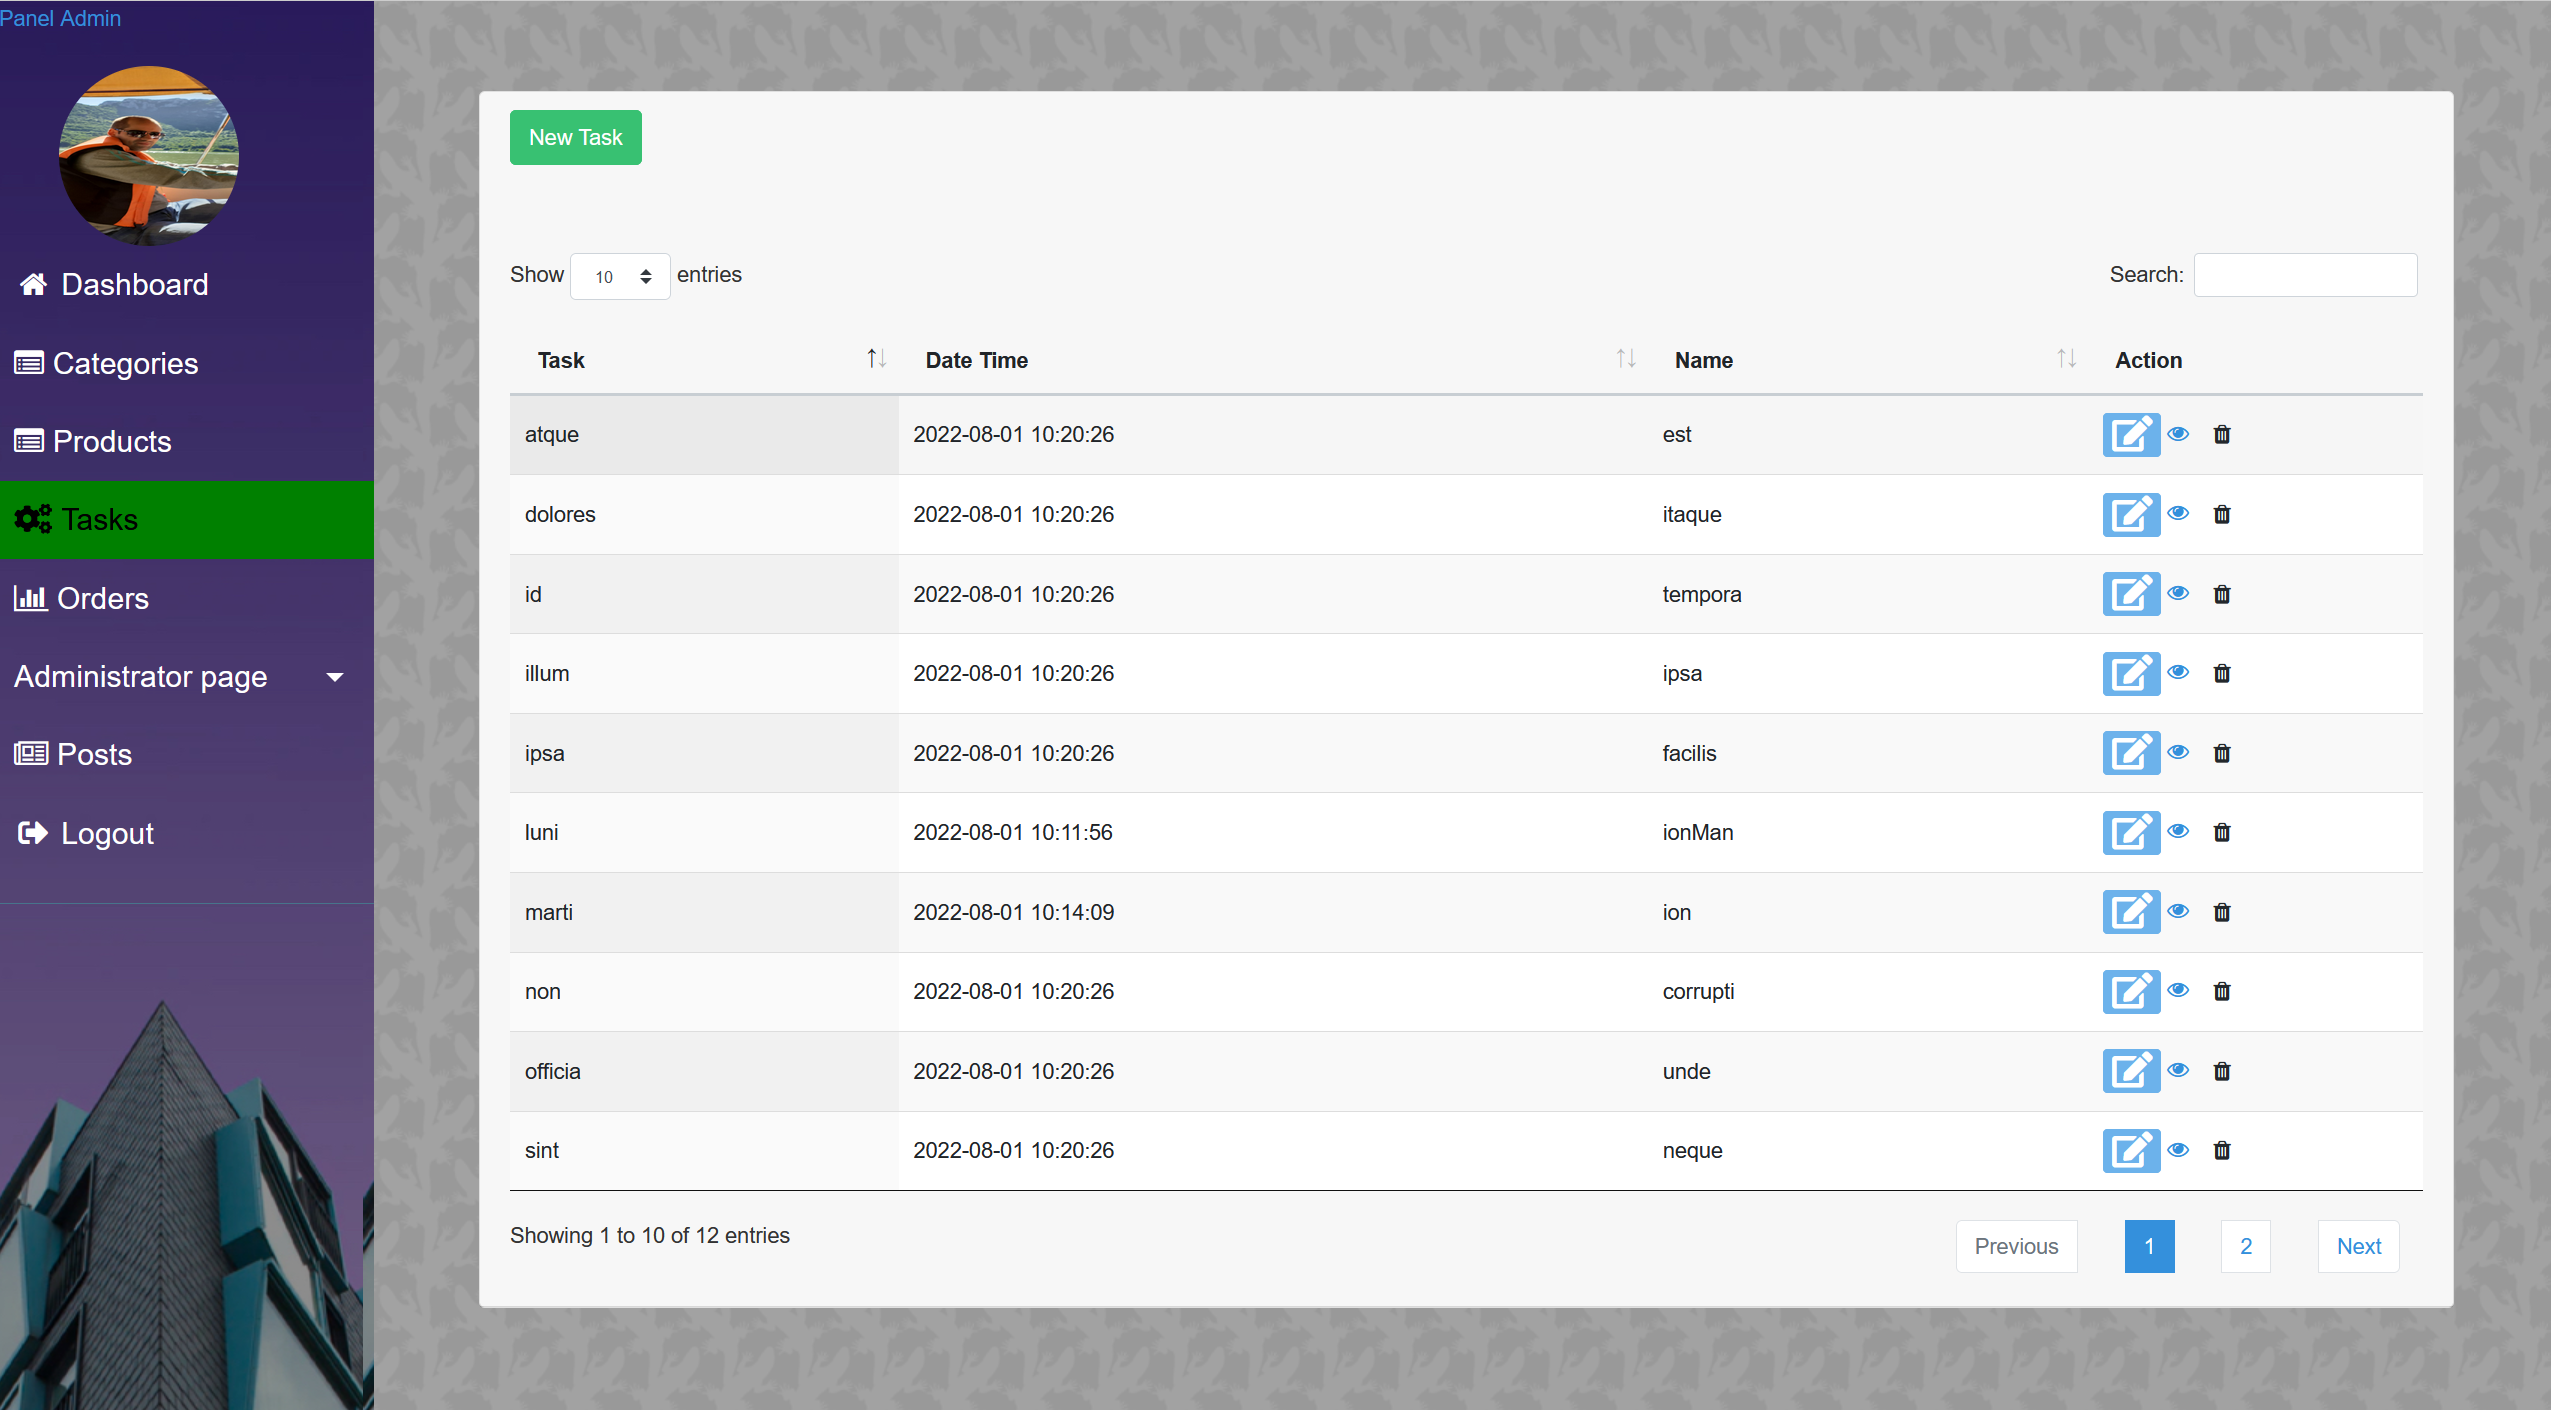 Panel Admin
Dashboard
Categories
Products
Tasks
Orders
Administrator page
Posts
Logout
New Task
Show 10 entries Search:
Task Date Time Name Action
atque 2022-08-01 10:20:26 est
dolores 2022-08-01 10:20:26 itaque
id 2022-08-01 10:20:26 tempora
illum 2022-08-01 10:20:26 ipsa
ipsa 2022-08-01 10:20:26 facilis
luni 2022-08-01 10:11:56 ionMan
marti 2022-08-01 10:14:09 ion
non 2022-08-01 10:20:26 corrupti
officia 2022-08-01 10:20:26 unde
sint 2022-08-01 10:20:26 neque
Showing 1 to 10 of 12 entries Previous 1 2 Next